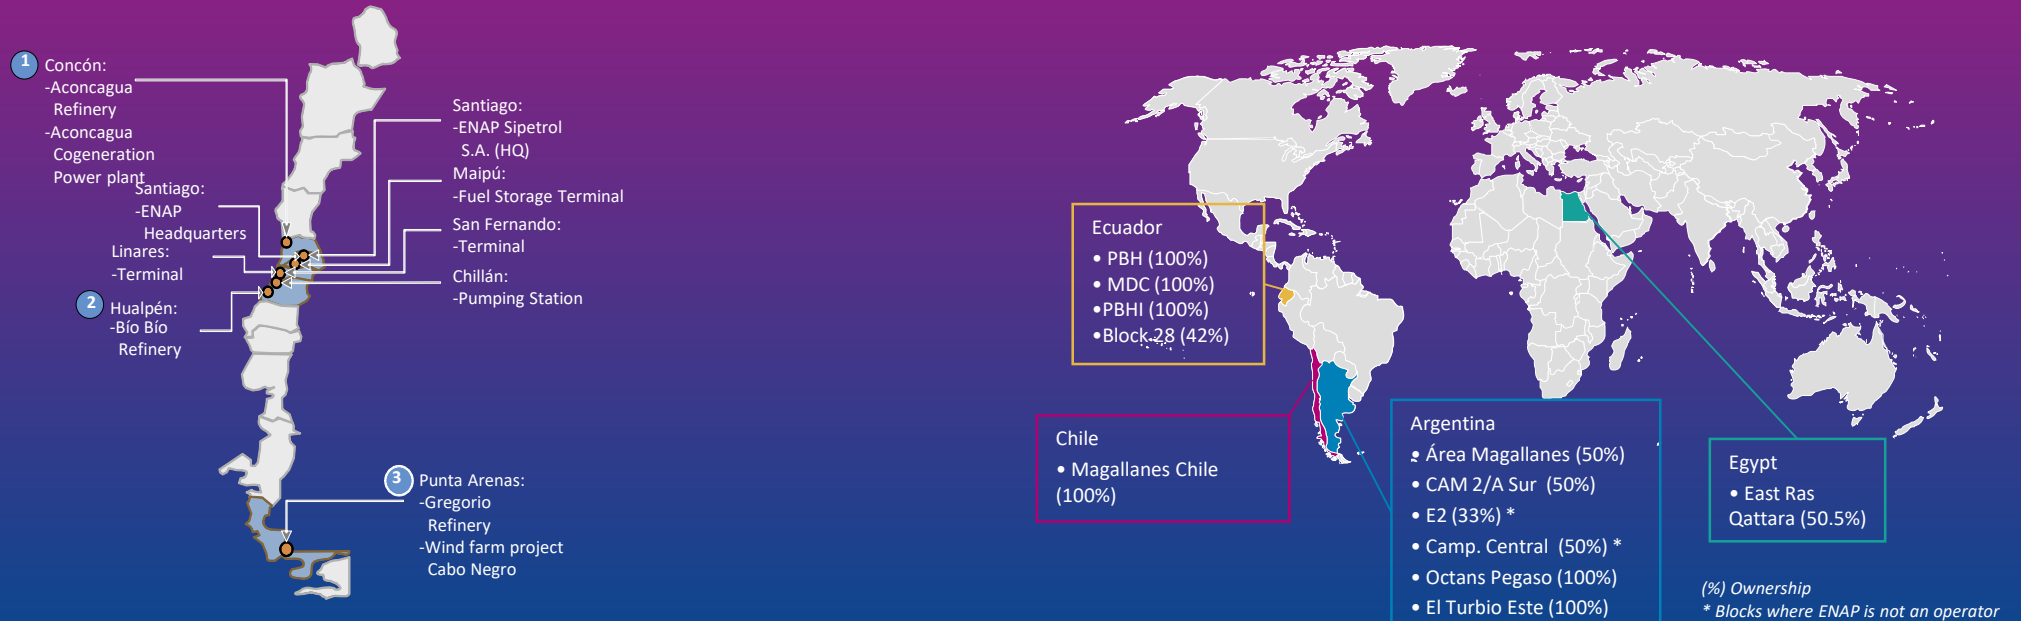 1
Concón:
-Aconcagua
Refinery
-Aconcagua
Cogeneration
Power plant
Santiago:
-ENAP
Headquarters
Linares:
-Terminal
2
Hualpén:
-Bío Bío
Refinery
Santiago:
-ENAP Sipetrol
S.A. (HQ)
Maipú:
-Fuel Storage Terminal
San Fernando:
-Terminal
Chillán:
-Pumping Station
3
Punta Arenas:
-Gregorio
Refinery
-Wind farm project
Cabo Negro
Ecuador
• PBH (100%)
• MDC (100%)
•PBHI (100%)
•Block 28 (42%)
Chile
• Magallanes Chile
(100%)
Argentina
• Área Magallanes (50%)
• CAM 2/A Sur (50%)
• E2 (33%) *
• Camp. Central (50%) *
• Octans Pegaso (100%)
• El Turbio Este (100%)
Egypt
• East Ras
Qattara (50.5%)
(%) Ownership
* Blocks where ENAP is not an operator